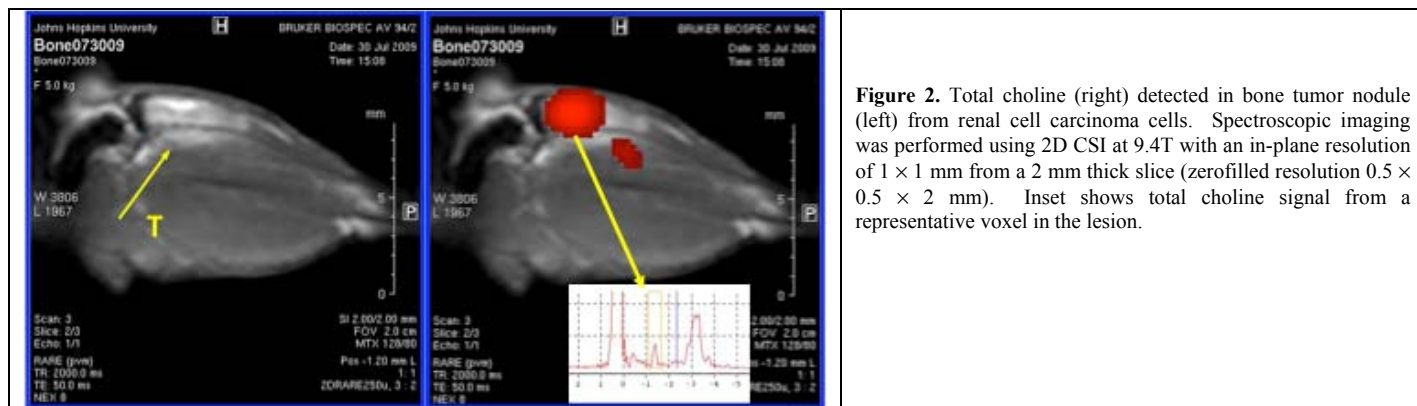 Johns Hopkins University
H
BRUKER BIOSPEC AV 94/2
Bone073009
Date: 30 Jul 2009
Bone073009
Time: 15:08
F 5.0 kg
mm
W 3806
L 1967
5
P
T
0
Scan: 3
SI 2.00/2.00 mm
Slice: 2/3
FOV 2.0 cm
Echo: 1/1
MTX 128/80
RARE (pvm)
Pos -1.20 mm L
TR: 2000.0 ms
1: 1
TE: 50.0 ms
2DRARE250u, 3 : 2
NEX 8
Johns Hopkins University
H
BRUKER BIOSPEC AV 94/2
Bone073009
Date: 30 Jul 2009
Bone073009
Time: 15:08
F 5.0 kg
mm
W 3806
L 1967
5
P
0
Scan: 3
2.00/2.00 mm
Slice: 2/3
FOV 2.0 cm
Echo: 1/1
MTX 128/80
RARE (pvm)
-1.20 mm L
TR: 2000.0 ms
1: 1
TE: 50.0 ms
RE250u, 3 : 2
NEX 8
Figure 2. Total choline (right) detected in bone tumor nodule
(left) from renal cell carcinoma cells. Spectroscopic imaging
was performed using 2D CSI at 9.4T with an in-plane resolution
of 1 × 1 mm from a 2 mm thick slice (zerofilled resolution 0.5 ×
0.5 × 2 mm). Inset shows total choline signal from a
representative voxel in the lesion.